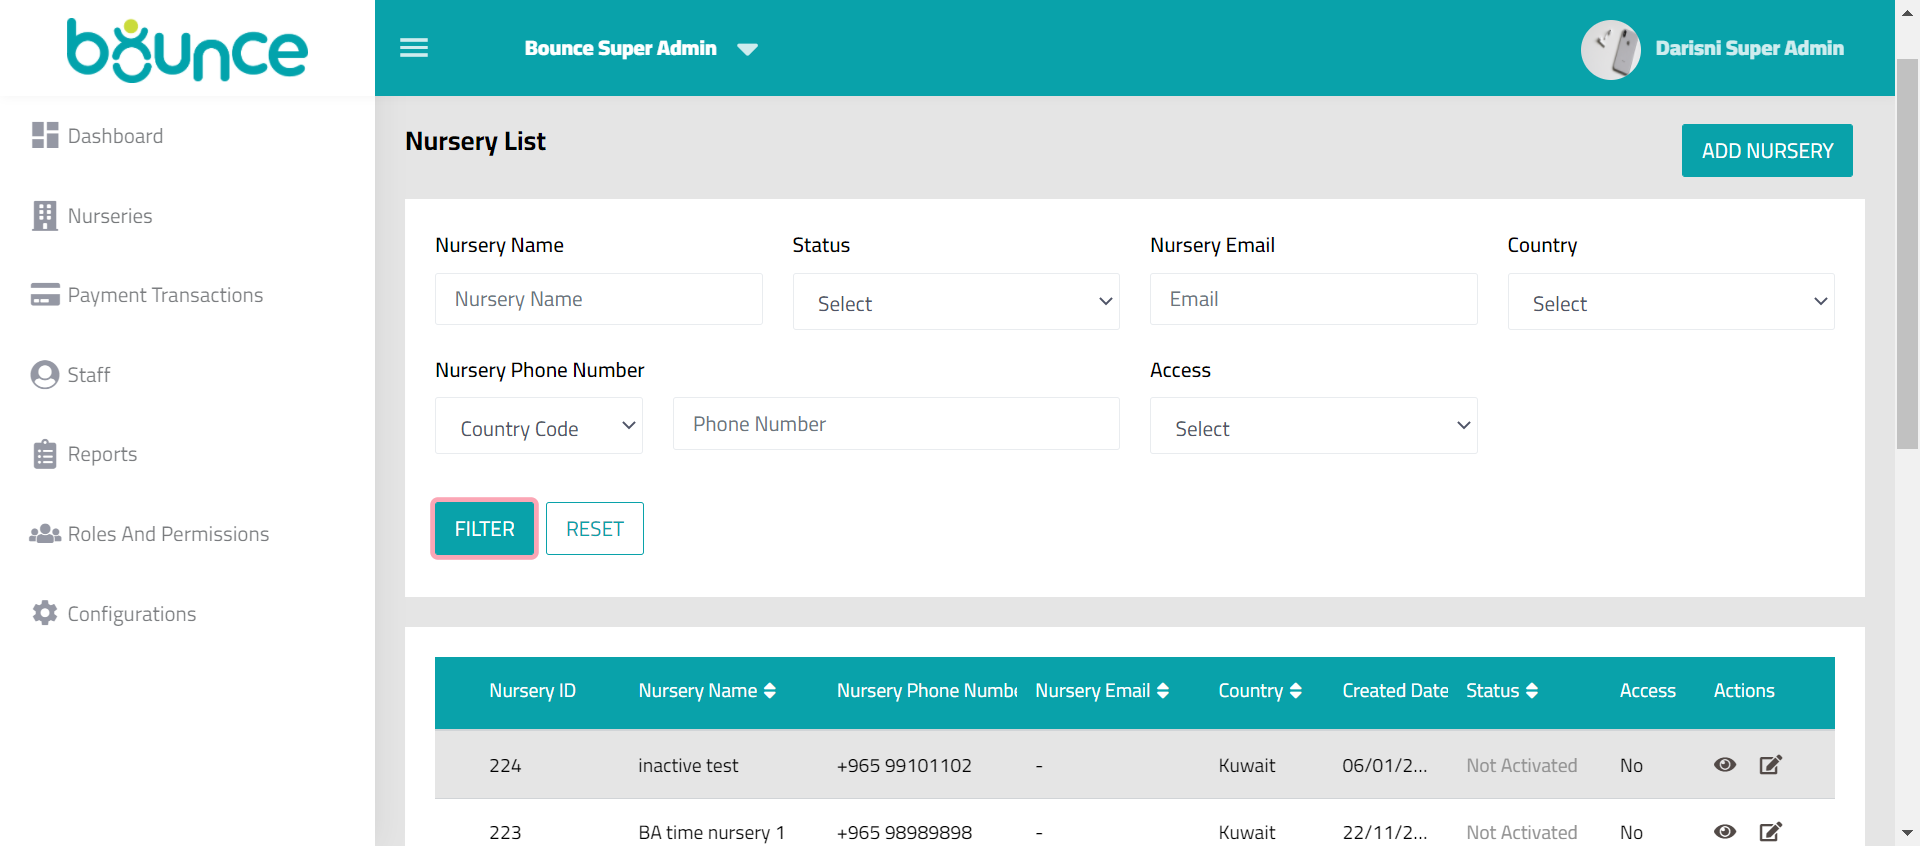 bounce
Bounce Super Admin
Darisni Super Admin
Dashboard
Nurseries
Payment Transactions
Staff
Reports
Roles And Permissions
Configurations
Nursery List
ADD NURSERY
Nursery Name Status Nursery Email Country
Nursery Name Select Email Select
Nursery Phone Number Access
Country Code Phone Number Select
FILTER RESET
Nursery ID Nursery Name Nursery Phone Numbe Nursery Email Country Created Date Status Access Actions
224 inactive test +965 99101102 - Kuwait 06/01/2... Not Activated No
223 BA time nursery 1 +965 98989898 - Kuwait 22/11/2... Not Activated No